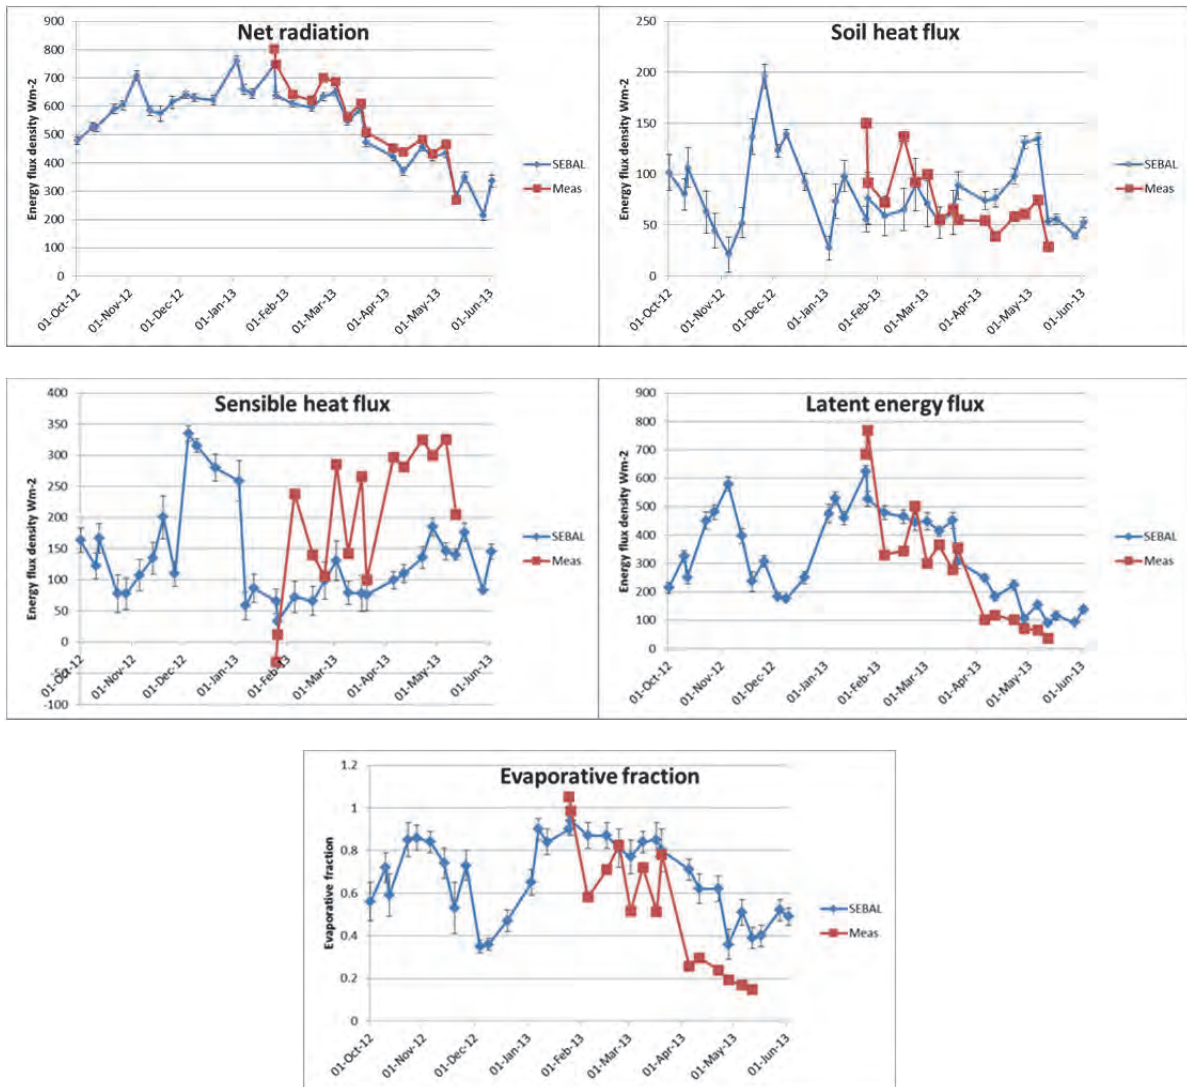 Net radiation
Energy flux density Wm-2
900
800
700
600
500
400
300
200
100
0
01-Oct-12
01-Nov-12
01-Dec-12
01-Jan-13
01-Feb-13
01-Mar-13
01-Apr-13
01-May-13
01-Jun-13
SEBAL
Meas
Soil heat flux
Energy flux density Wm-2
250
200
150
100
50
0
01-Oct-12
01-Nov-12
01-Dec-12
01-Jan-13
01-Feb-13
01-Mar-13
01-Apr-13
01-May-13
01-Jun-13
SEBAL
Meas
Sensible heat flux
Energy flux density Wm-2
400
350
300
250
200
150
100
50
0
-50
-100
01-Oct-12
01-Nov-12
01-Dec-12
01-Jan-13
01-Feb-13
01-Mar-13
01-Apr-13
01-May-13
01-Jun-13
SEBAL
Meas
Latent energy flux
Energy flux density Wm-2
900
800
700
600
500
400
300
200
100
0
01-Oct-12
01-Nov-12
01-Dec-12
01-Jan-13
01-Feb-13
01-Mar-13
01-Apr-13
01-May-13
01-Jun-13
SEBAL
Meas
Evaporative fraction
Evaporative fraction
1.2
1
0.8
0.6
0.4
0.2
0
01-Oct-12
01-Nov-12
01-Dec-12
01-Jan-13
01-Feb-13
01-Mar-13
01-Apr-13
01-May-13
01-Jun-13
SEBAL
Meas